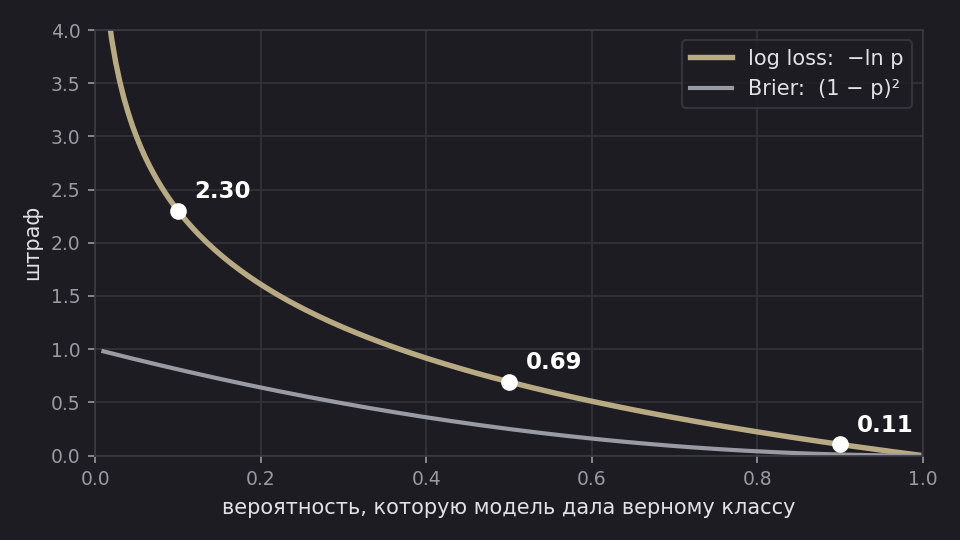 4.0
3.5
3.0
2.5
2.0
1.5
1.0
0.5
0.0
штраф
log loss: −ln p
Brier: (1 − p)²
2.30
0.69
0.11
0.0 0.2 0.4 0.6 0.8 1.0
вероятность, которую модель дала верному классу